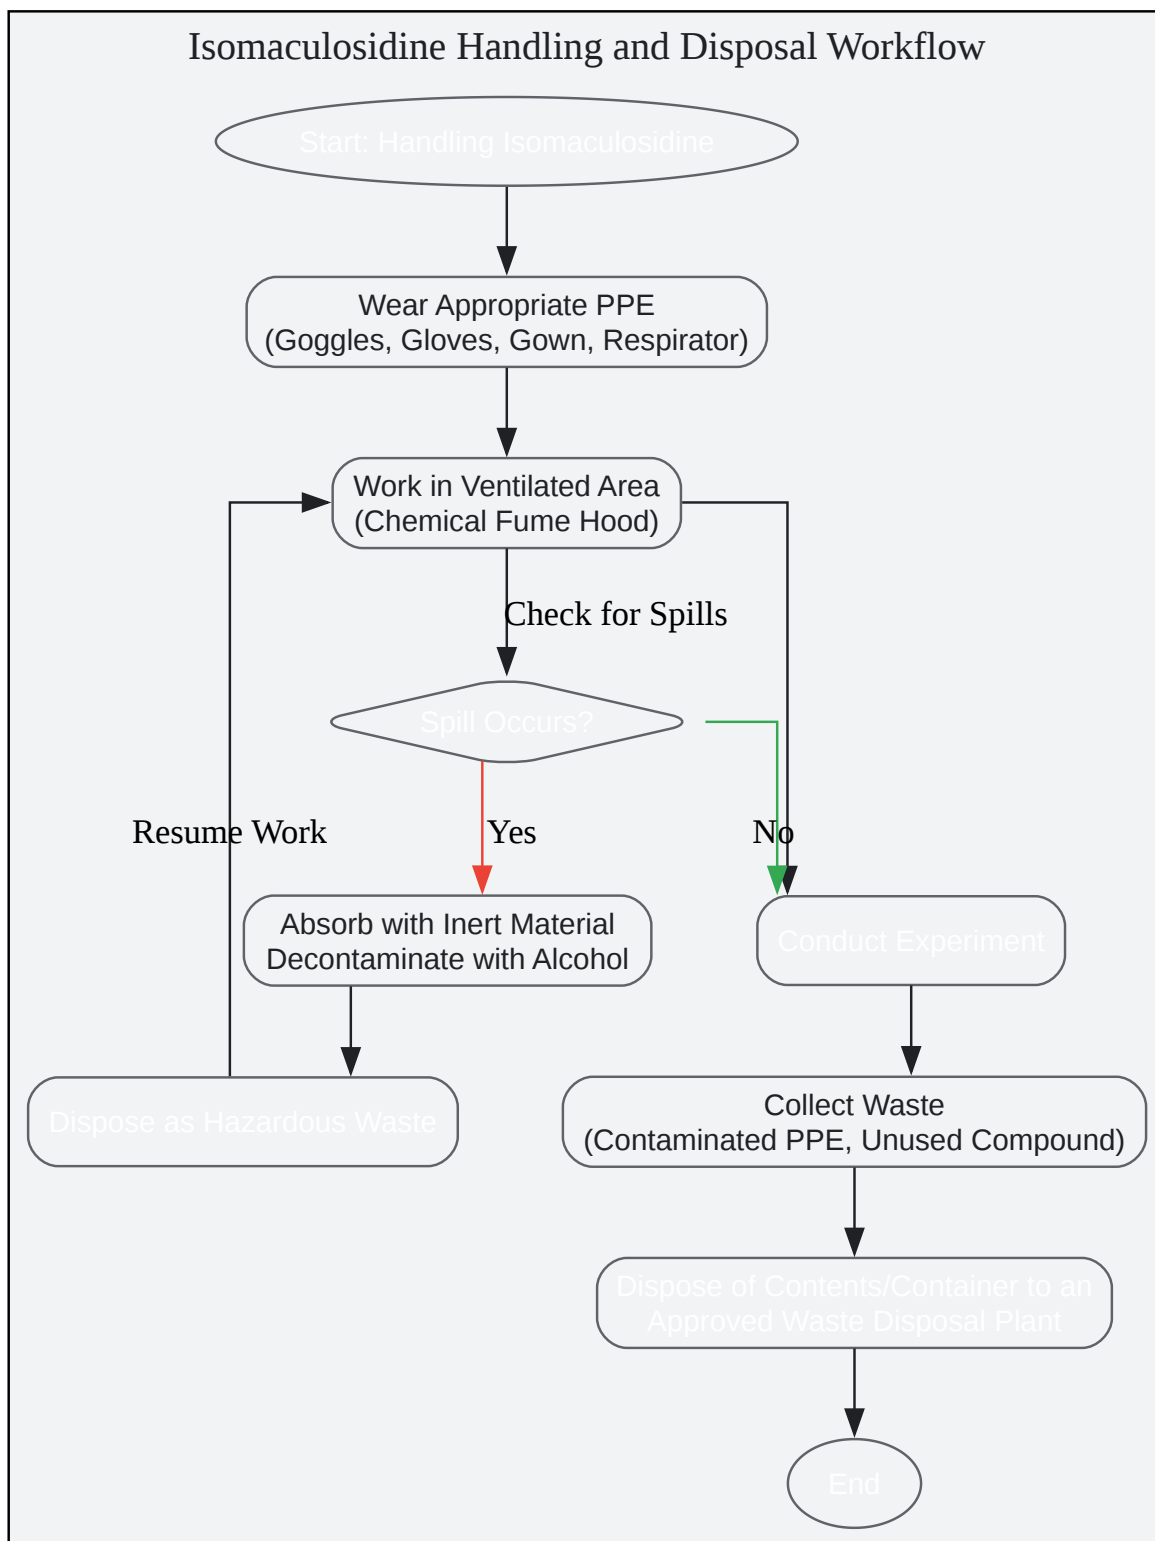 Isomaculosidine Handling and Disposal Workflow
Start: Handling Isomaculosidine
Wear Appropriate PPE
(Goggles, Gloves, Gown, Respirator)
Work in Ventilated Area
(Chemical Fume Hood)
Check for Spills
Spill Occurs?
Resume Work
Yes
No
Absorb with Inert Material
Decontaminate with Alcohol
Conduct Experiment
Dispose as Hazardous Waste
Collect Waste
(Contaminated PPE, Unused Compound)
Dispose of Contents/Container to an
Approved Waste Disposal Plant
End